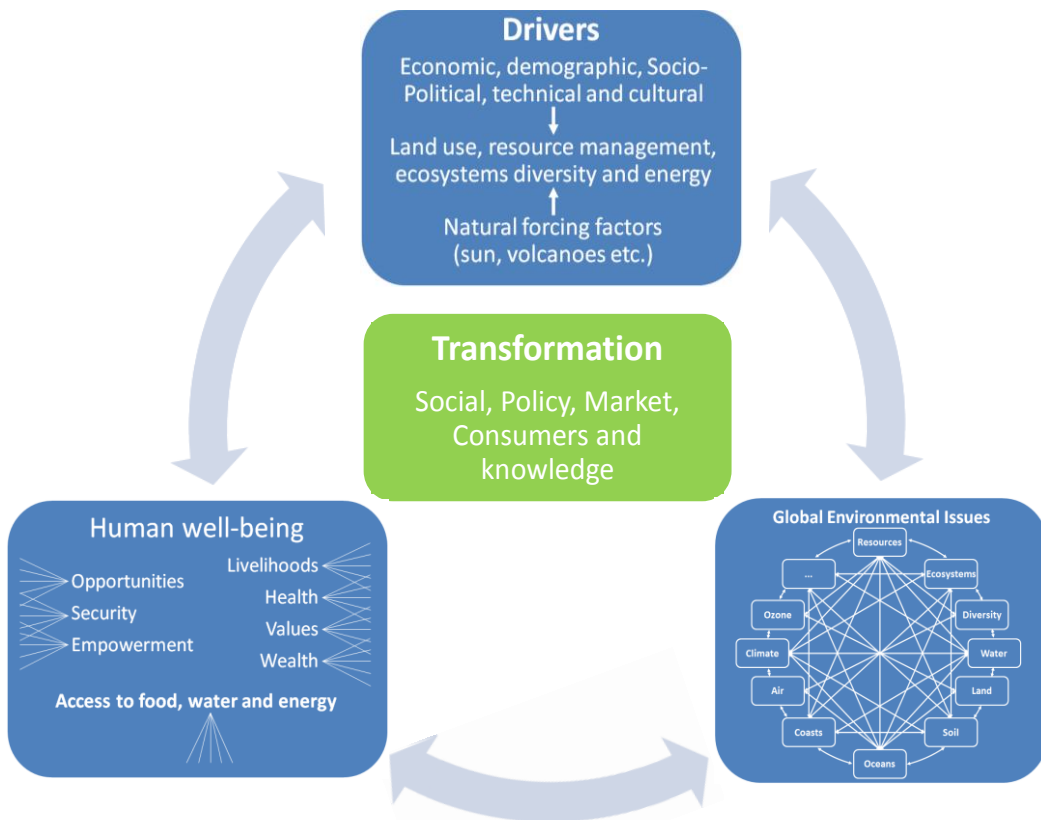 Drivers
Economic, demographic, Socio-
Political, technical and cultural
Land use, resource management,
ecosystems diversity and energy
Natural forcing factors
(sun, volcanoes etc.)
Transformation
Social, Policy, Market,
Consumers and
knowledge
Human well-being
Opportunities
Security
Empowerment
Livelihoods
Health
Values
Wealth
Access to food, water and energy
Global Environmental Issues
Resources
Ecosystems
Diversity
Water
Land
Soil
Oceans
Coasts
Air
Climate
Ozone
...